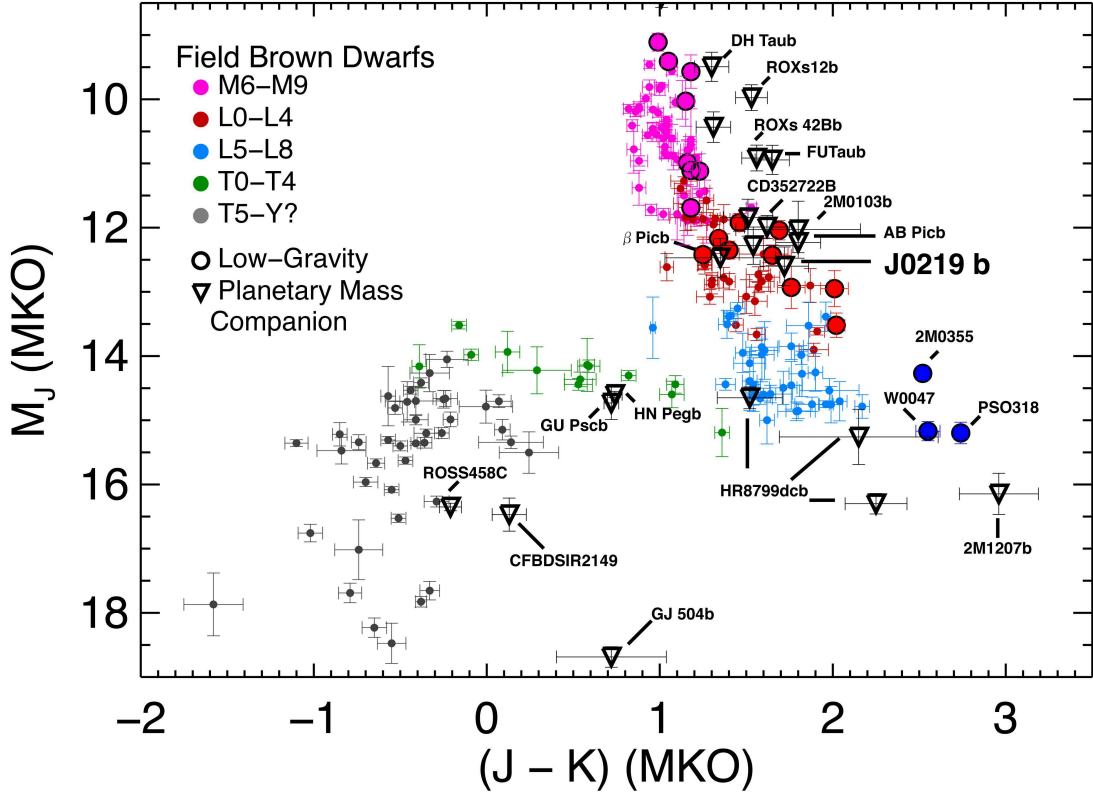 Field Brown Dwarfs
M6−M9
L0−L4
L5−L8
T0−T4
T5−Y?
Low−Gravity
Planetary Mass
Companion
DH Taub
ROXs12b
ROXs 42Bb
FUTaub
CD352722B
2M0103b
β Picb
AB Picb
J0219 b
2M0355
W0047
PSO318
GU Pscb
HN Pegb
ROSS458C
HR8799dcb
CFBDSIR2149
2M1207b
GJ 504b
10
12
14
16
18
M_J (MKO)
−2
−1
0
1
2
3
(J − K) (MKO)